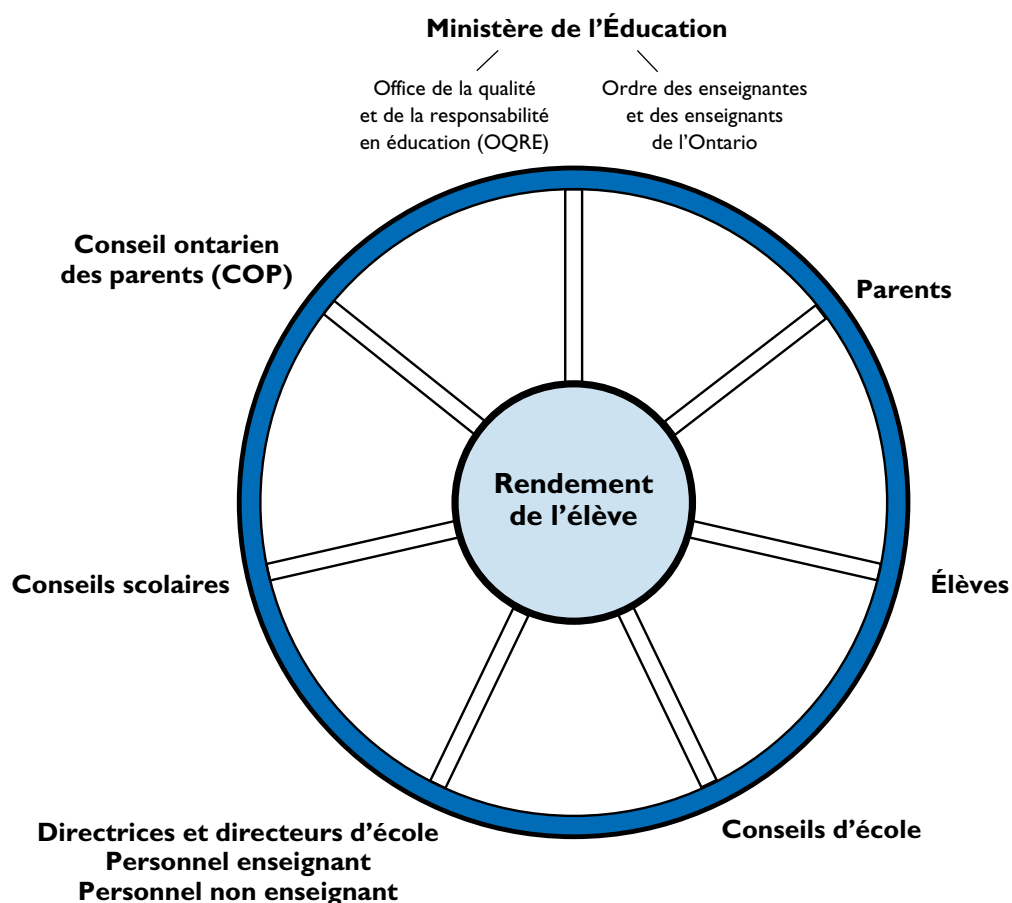 Ministère de l’Éducation
Office de la qualité
et de la responsabilité
en éducation (OQRE)
Ordre des enseignantes
et des enseignants
de l’Ontario
Conseil ontarien
des parents (COP)
Parents
Rendement
de l’élève
Conseils scolaires
Élèves
Directrices et directeurs d’école
Personnel enseignant
Personnel non enseignant
Conseils d’école